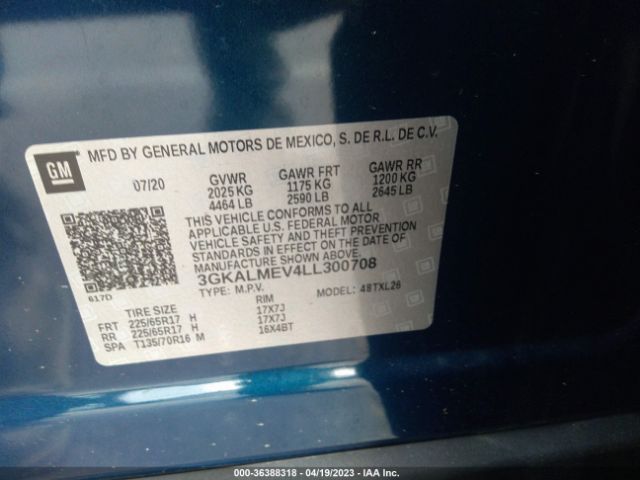 GM
MFD BY GENERAL MOTORS DE MEXICO, S. DE R.L. DE C.V.
07/20 GVWR GAWR FRT GAWR RR
2025 KG 1175 KG 1200 KG
4464 LB 2590 LB 2645 LB
THIS VEHICLE CONFORMS TO ALL
APPLICABLE U.S. FEDERAL MOTOR
VEHICLE SAFETY AND THEFT PREVENTION
STANDARDS IN EFFECT ON THE DATE OF
MANUFACTURE SHOWN ABOVE.
617D 3GKALMEV4LL300708
TYPE: M.P.V. MODEL: 48TXL26
TIRE SIZE RIM
FRT 225/65R17 H 17X7J
RR 225/65R17 H 17X7J
SPA T135/70R16 M 16X4BT
000-36388318 - 04/19/2023 - IAA Inc.